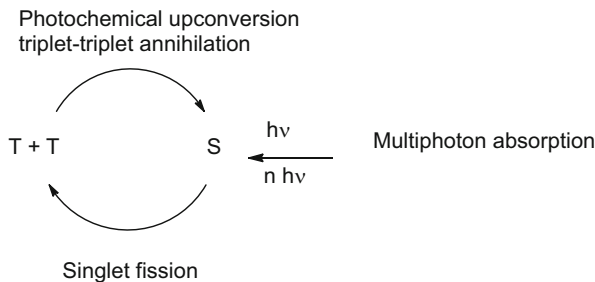 Photochemical upconversion
triplet-triplet annihilation
T + T
S
hν
n hν
Multiphoton absorption
Singlet fission